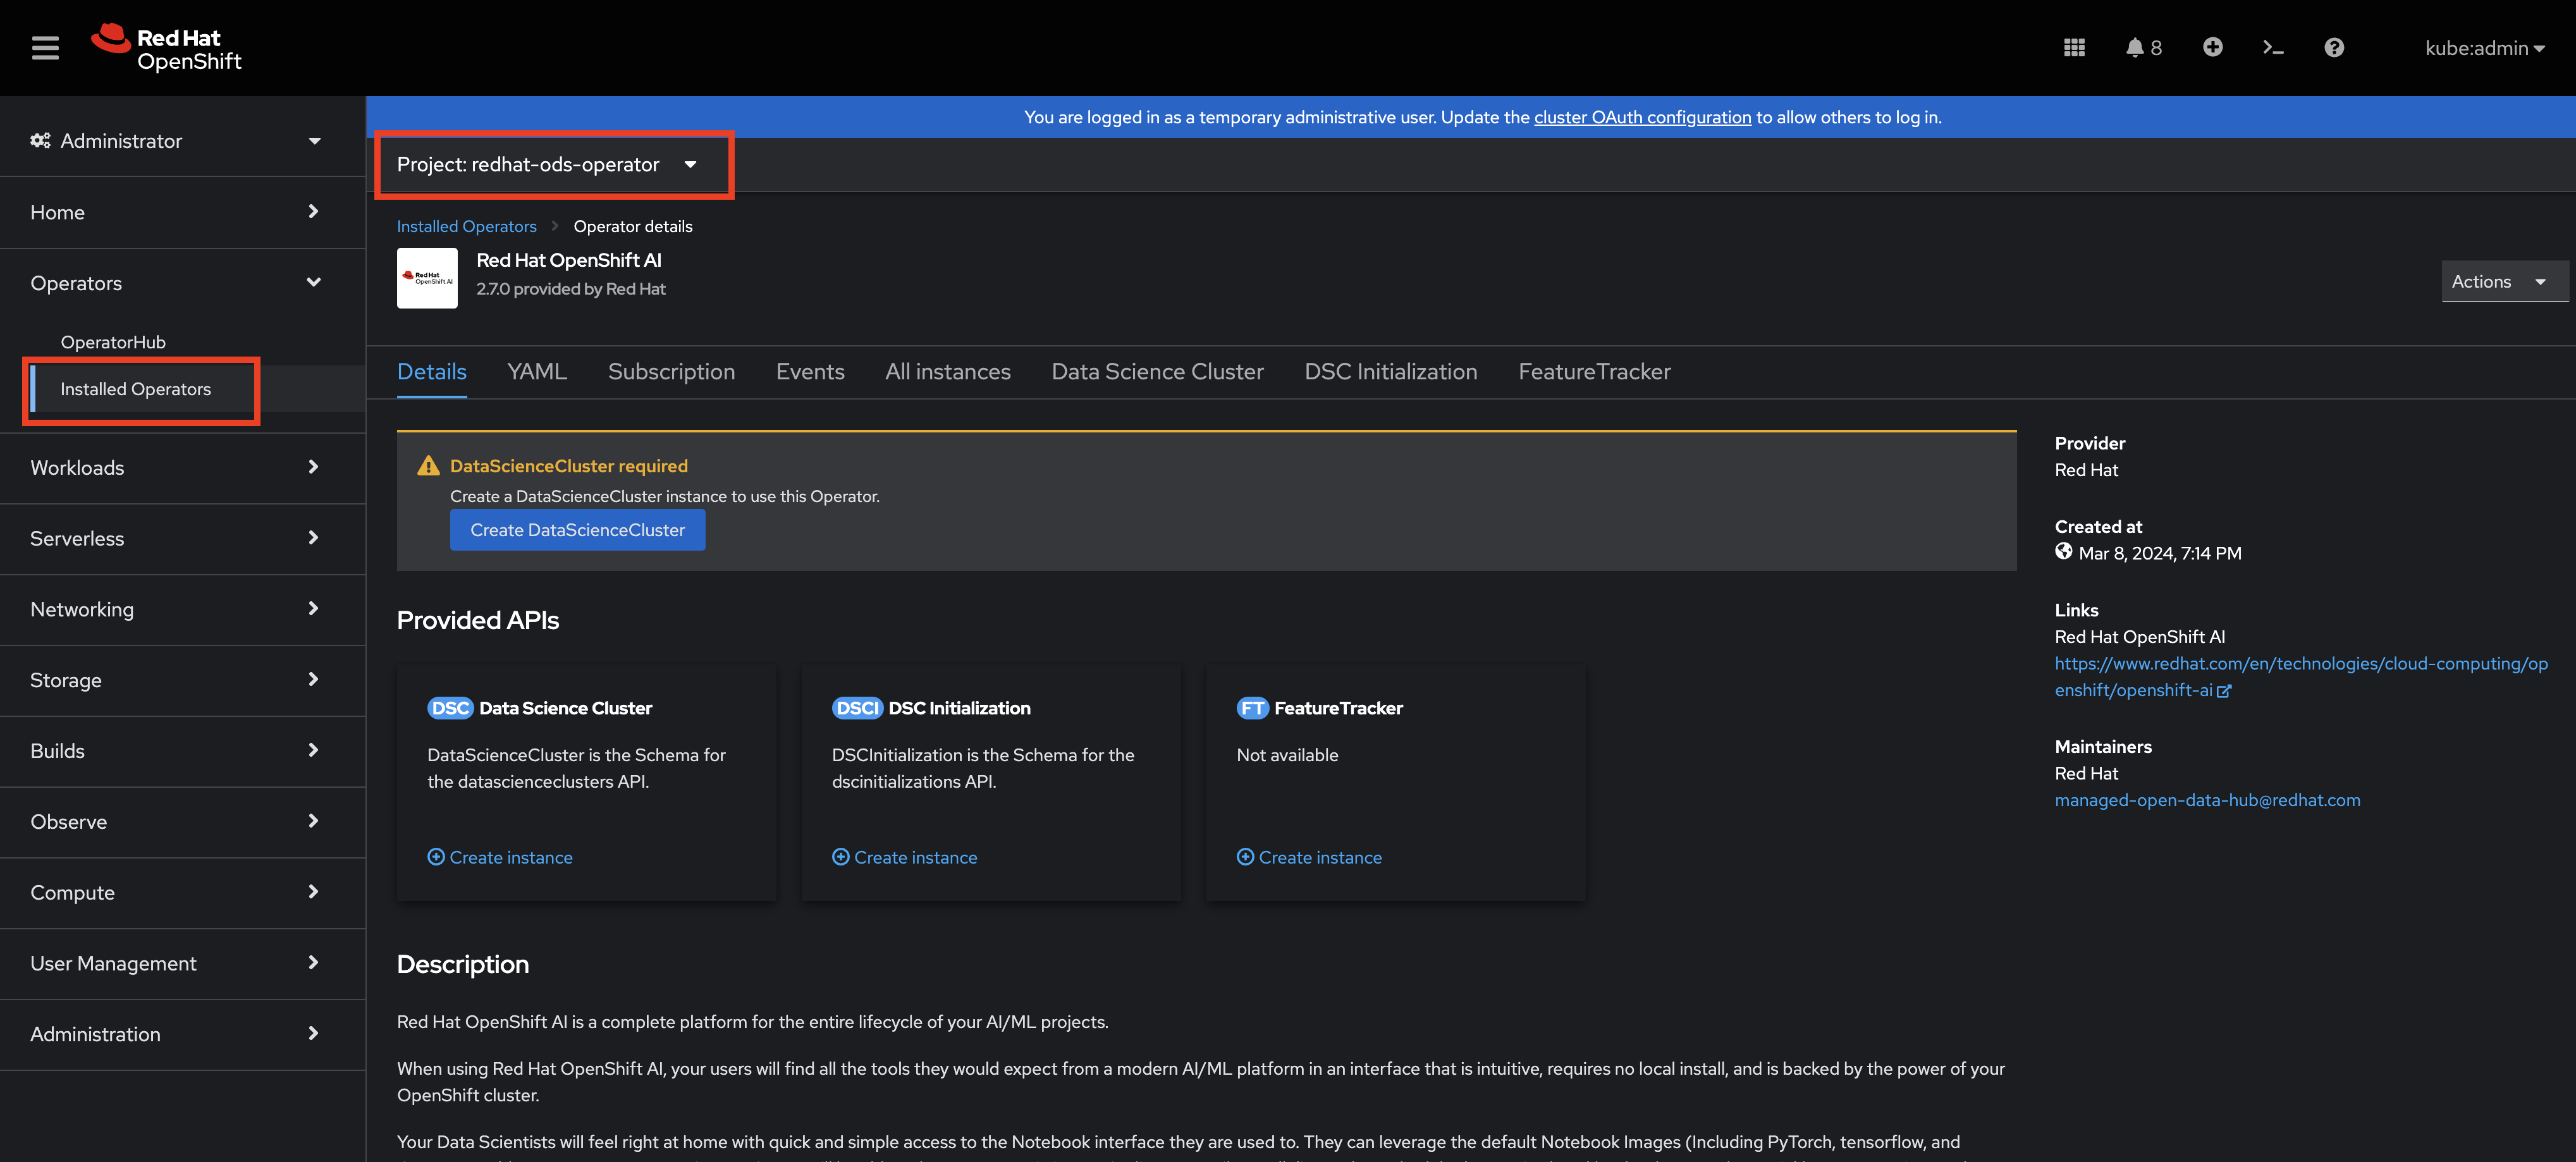 Red Hat
OpenShift
8
kube:admin
You are logged in as a temporary administrative user. Update the cluster OAuth configuration to allow others to log in.
Administrator
Home
Operators
OperatorHub
Installed Operators
Workloads
Serverless
Networking
Storage
Builds
Observe
Compute
User Management
Administration
Project: redhat-ods-operator
Installed Operators
Operator details
Red Hat
OpenShift AI
Red Hat OpenShift AI
2.7.0 provided by Red Hat
Actions
Details YAML Subscription Events All instances Data Science Cluster DSC Initialization FeatureTracker
DataScienceCluster required
Create a DataScienceCluster instance to use this Operator.
Create DataScienceCluster
Provided APIs
DSC Data Science Cluster
DataScienceCluster is the Schema for
the datascienceclusters API.
Create instance
DSCI DSC Initialization
DSCInitialization is the Schema for the
dscinitializations API.
Create instance
FT FeatureTracker
Not available
Create instance
Description
Red Hat OpenShift AI is a complete platform for the entire lifecycle of your AI/ML projects.
When using Red Hat OpenShift AI, your users will find all the tools they would expect from a modern AI/ML platform in an interface that is intuitive, requires no local install, and is backed by the power of your
OpenShift cluster.
Your Data Scientists will feel right at home with quick and simple access to the Notebook interface they are used to. They can leverage the default Notebook Images (Including PyTorch, tensorflow, and
Provider
Red Hat
Created at
Mar 8, 2024, 7:14 PM
Links
Red Hat OpenShift AI
https://www.redhat.com/en/technologies/cloud-computing/op
enshift/openshift-ai
Maintainers
Red Hat
managed-open-data-hub@redhat.com